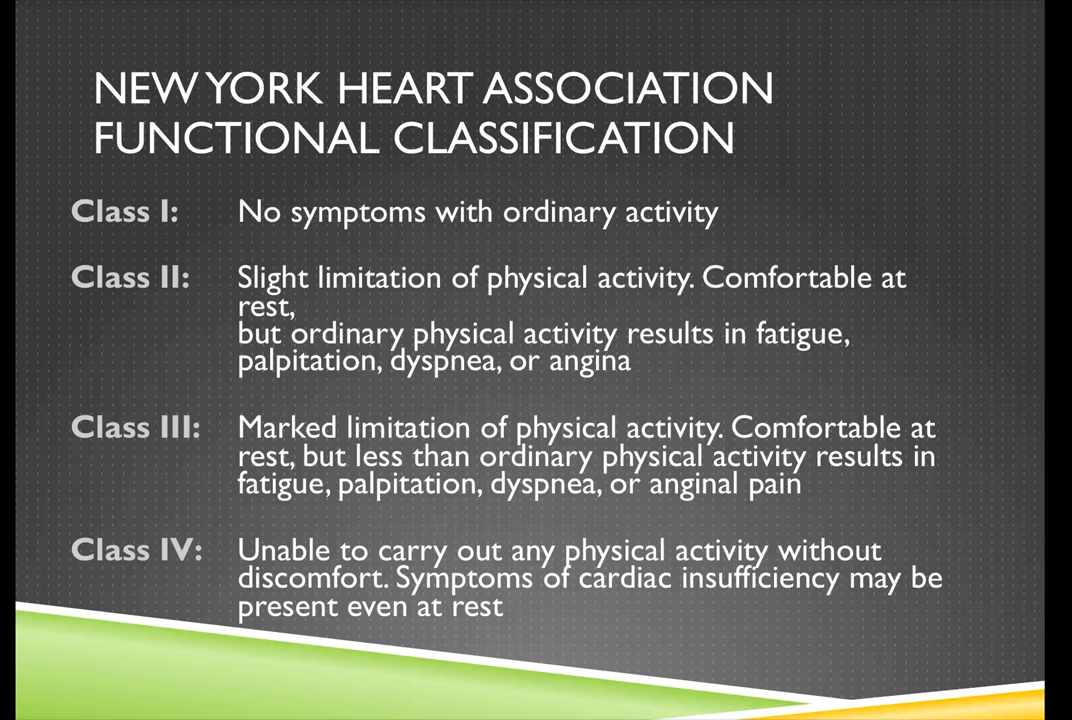 NEW YORK HEART ASSOCIATION
FUNCTIONAL CLASSIFICATION
Class I: No symptoms with ordinary activity
Class II: Slight limitation of physical activity. Comfortable at
rest,
but ordinary physical activity results in fatigue,
palpitation, dyspnea, or angina
Class III: Marked limitation of physical activity. Comfortable at
rest, but less than ordinary physical activity results in
fatigue, palpitation, dyspnea, or anginal pain
Class IV: Unable to carry out any physical activity without
discomfort. Symptoms of cardiac insufficiency may be
present even at rest